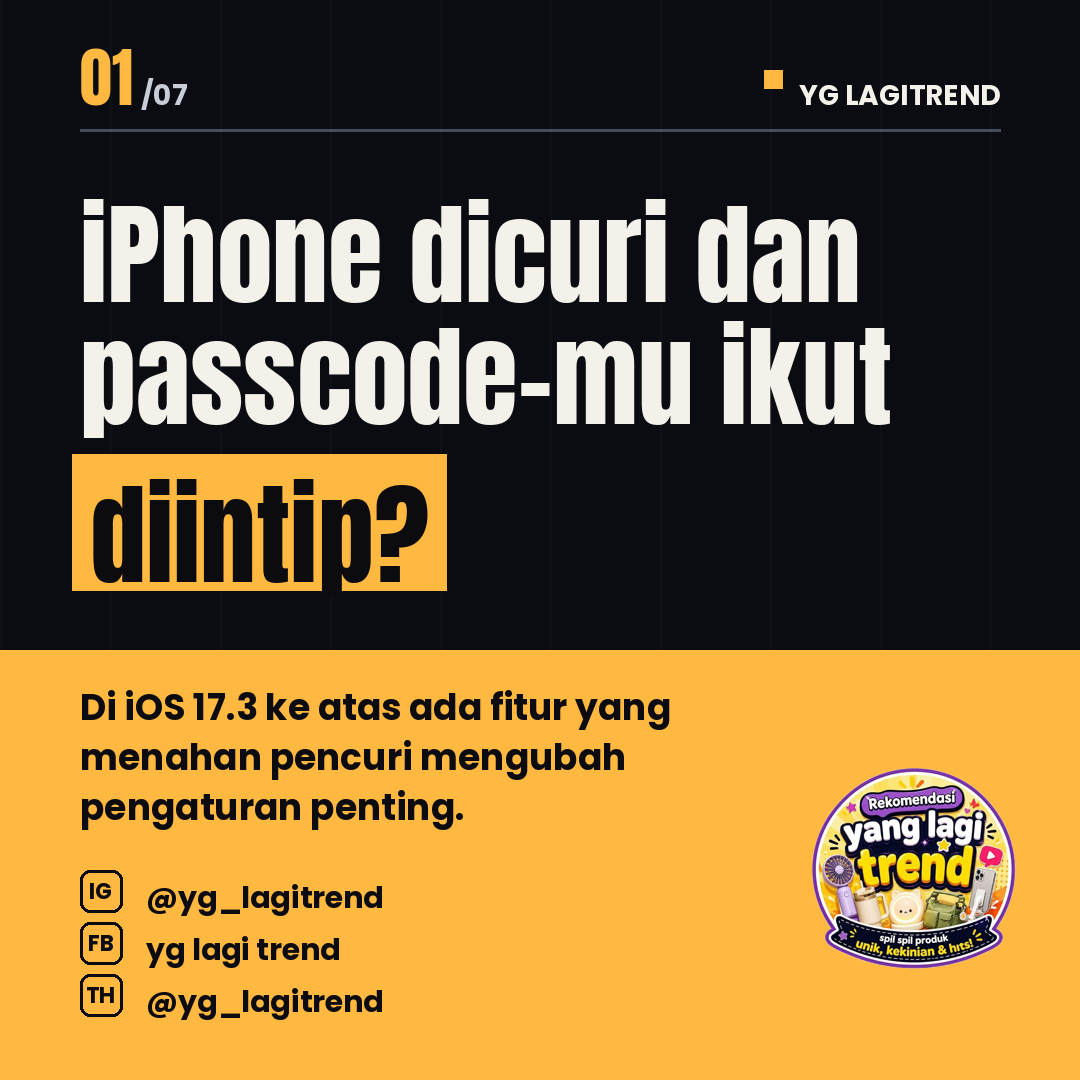 01 /07
YG LAGITREND
iPhone dicuri dan
passcode-mu ikut
diintip?
Di iOS 17.3 ke atas ada fitur yang
menahan pencuri mengubah
pengaturan penting.
IG @yg_lagitrend
FB yg lagi trend
TH @yg_lagitrend
Rekomendasi
yang lagi
trend
spil spil produk
unik, kekinian & hits!